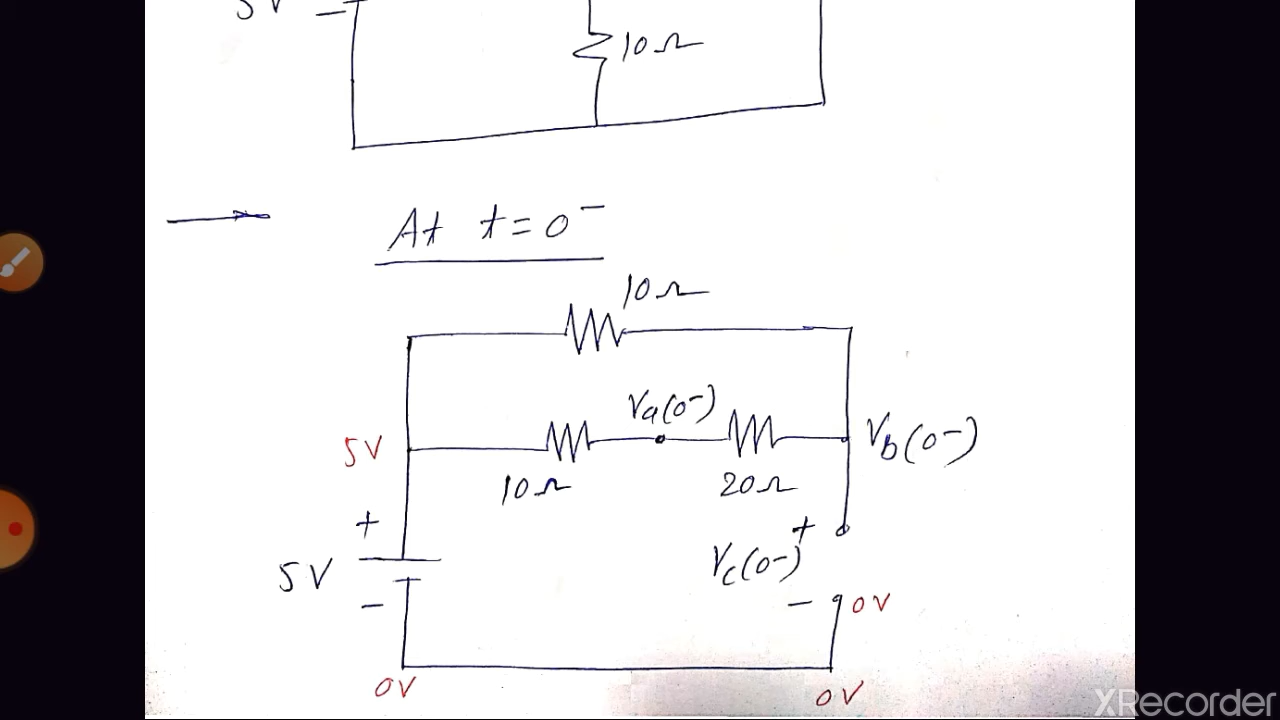 5V
−
10Ω
At t=0⁻
10Ω
Va(0-)
5V
Vb(0-)
10Ω
20Ω
+
+
5V
Vc(0-)
−
−
0V
0V
0V
XRecorder